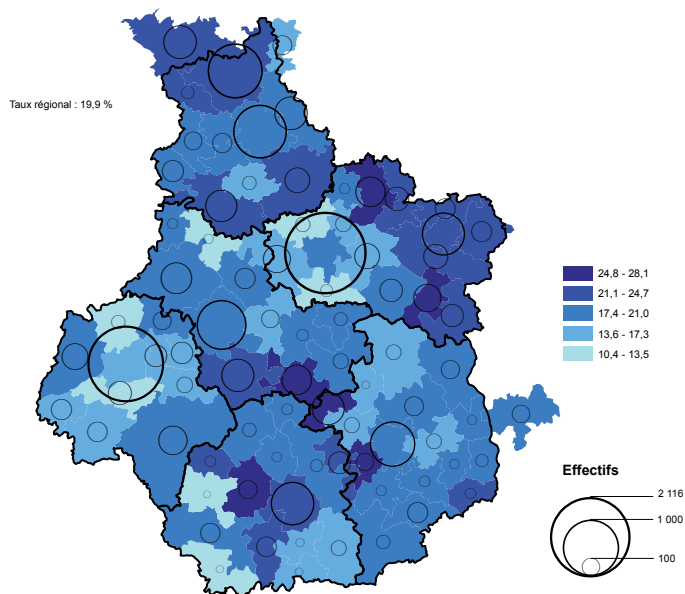 Taux régional : 19,9 %
24,8 - 28,1
21,1 - 24,7
17,4 - 21,0
13,6 - 17,3
10,4 - 13,5
Effectifs
2 116
1 000
100